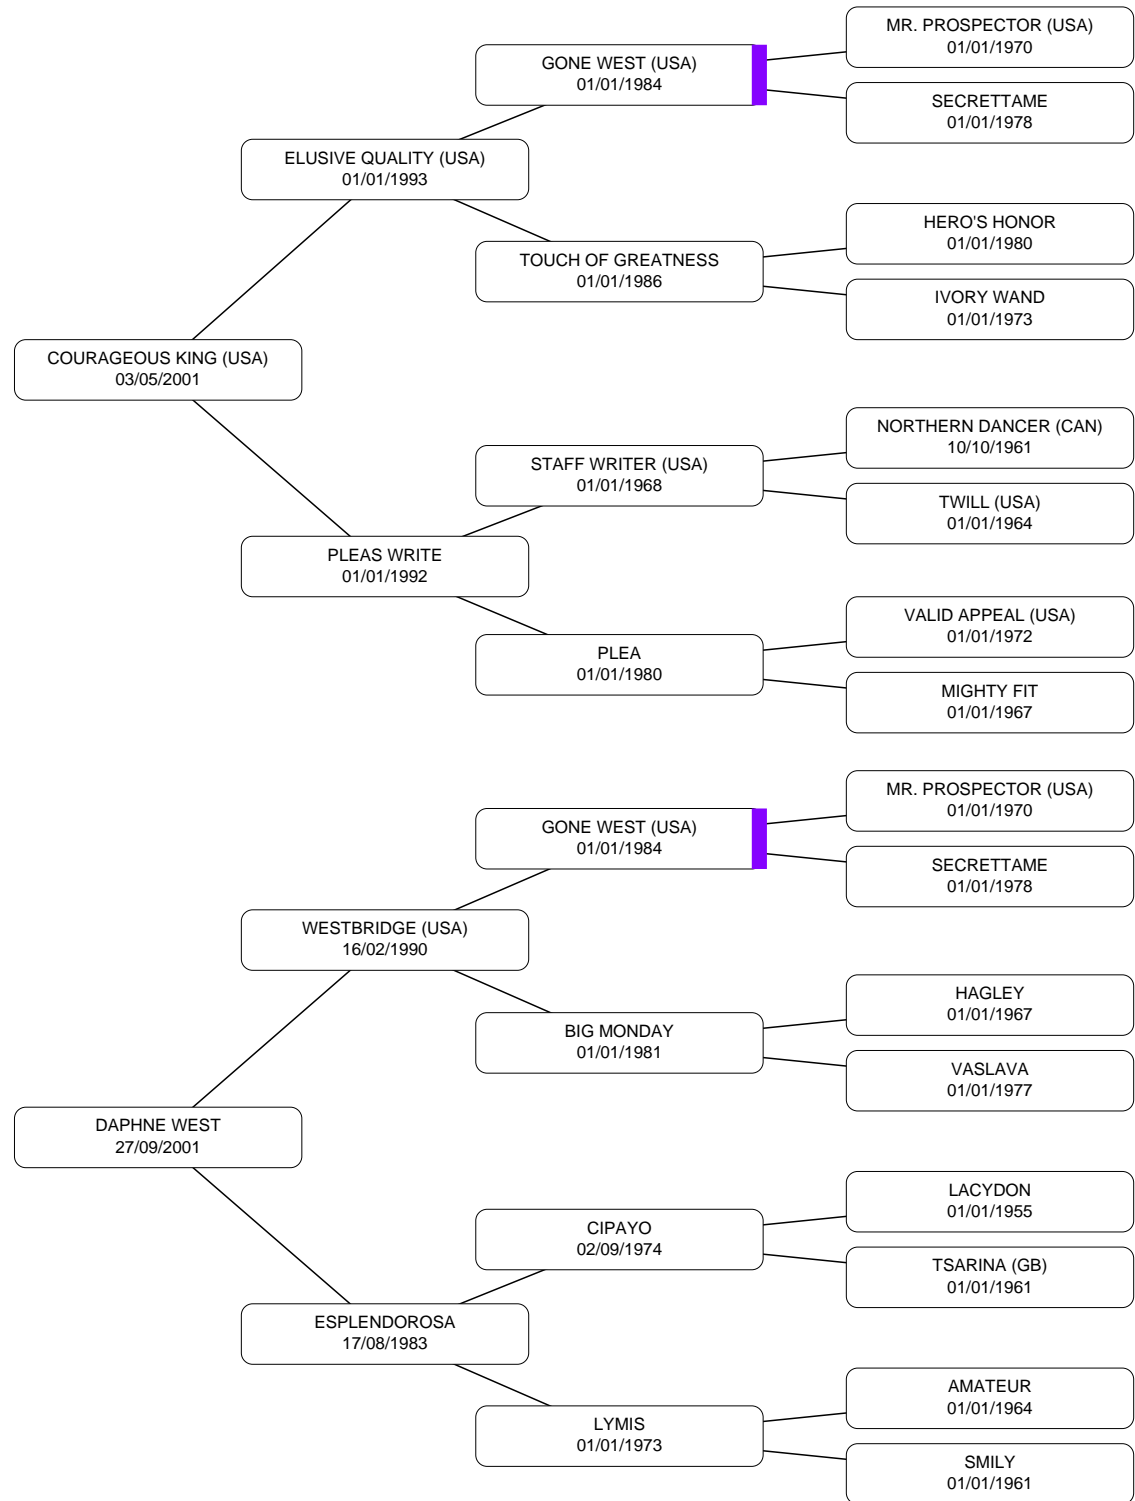 MR. PROSPECTOR (USA)
01/01/1970
GONE WEST (USA)
01/01/1984
SECRETTAME
01/01/1978
ELUSIVE QUALITY (USA)
01/01/1993
HERO'S HONOR
01/01/1980
TOUCH OF GREATNESS
01/01/1986
IVORY WAND
01/01/1973
COURAGEOUS KING (USA)
03/05/2001
NORTHERN DANCER (CAN)
10/10/1961
STAFF WRITER (USA)
01/01/1968
TWILL (USA)
01/01/1964
PLEAS WRITE
01/01/1992
VALID APPEAL (USA)
01/01/1972
PLEA
01/01/1980
MIGHTY FIT
01/01/1967
MR. PROSPECTOR (USA)
01/01/1970
GONE WEST (USA)
01/01/1984
SECRETTAME
01/01/1978
WESTBRIDGE (USA)
16/02/1990
HAGLEY
01/01/1967
BIG MONDAY
01/01/1981
VASLAVA
01/01/1977
DAPHNE WEST
27/09/2001
LACYDON
01/01/1955
CIPAYO
02/09/1974
TSARINA (GB)
01/01/1961
ESPLENDOROSA
17/08/1983
AMATEUR
01/01/1964
LYMIS
01/01/1973
SMILY
01/01/1961